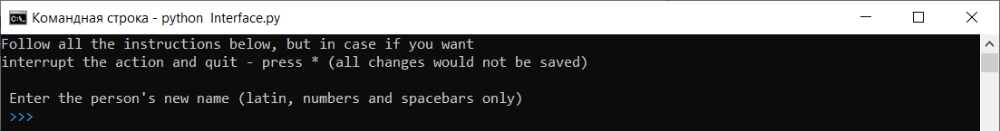 Командная строка - python  Interface.py
Follow all the instructions below, but in case if you want
interrupt the action and quit - press * (all changes would not be saved)
Enter the person's new name (latin, numbers and spacebars only)
>>>